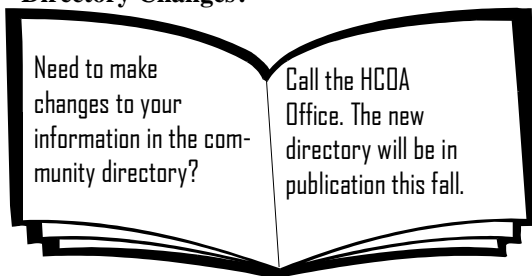 Directory Changes?
Need to make
changes to your
information in the com-
munity directory?
Call the HCOA
Office. The new
directory will be in
publication this fall.